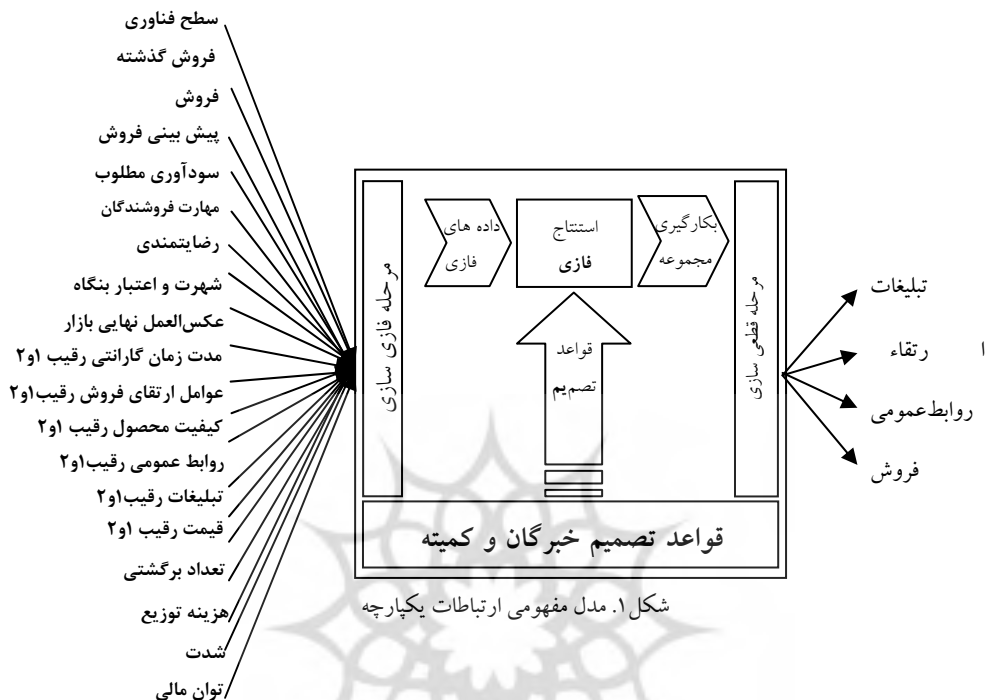 سطح فناوری
فروش گذشته
فروش
پیش بینی فروش
سودآوری مطلوب
مهارت فروشندگان
رضایتمندی
شهرت و اعتبار بنگاه
عکس‌العمل نهایی بازار
مدت زمان گارانتی رقیب ۱و۲
عوامل ارتقای فروش رقیب۱و۲
کیفیت محصول رقیب ۱و۲
روابط عمومی رقیب۱و۲
تبلیغات رقیب۱و۲
قیمت رقیب ۱و۲
تعداد برگشتی
هزینه توزیع
شدت
توان مالی
مرحله فازی سازی
داده های
فازی
استنتاج
فازی
بکارگیری
مجموعه
قواعد
تصمیم
مرحله قطعی سازی
قواعد تصمیم خبرگان و کمیته
تبلیغات
ا رتقاء
روابط‌عمومی
فروش
شکل۱. مدل مفهومی ارتباطات یکپارچه